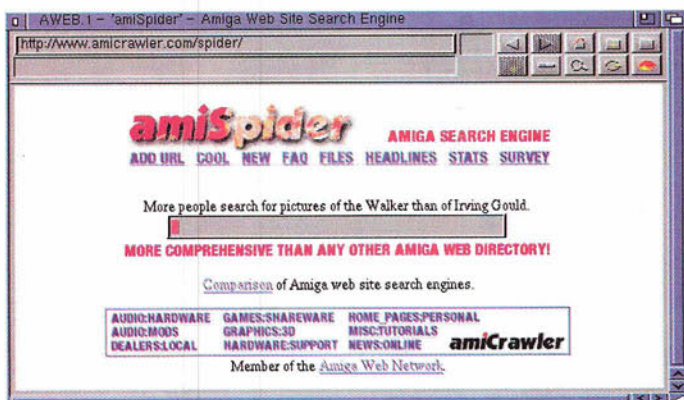 AWEB.1 - 'amiSpider' - Amiga Web Site Search Engine
http://www.amicrawler.com/spider/
amiSpider AMIGA SEARCH ENGINE
ADD URL COOL NEW FAQ FILES HEADLINES STATS SURVEY
More people search for pictures of the Walker than of Irving Gould.
MORE COMPREHENSIVE THAN ANY OTHER AMIGA WEB DIRECTORY!
Comparison of Amiga web site search engines.
AUDIO:HARDWARE GAMES:SHAREWARE HOME_PAGES:PERSONAL
AUDIO:MODS GRAPHICS:3D MISC:TUTORIALS
DEALERS:LOCAL HARDWARE:SUPPORT NEWS:ONLINE amiCrawler
Member of the Amiga Web Network.